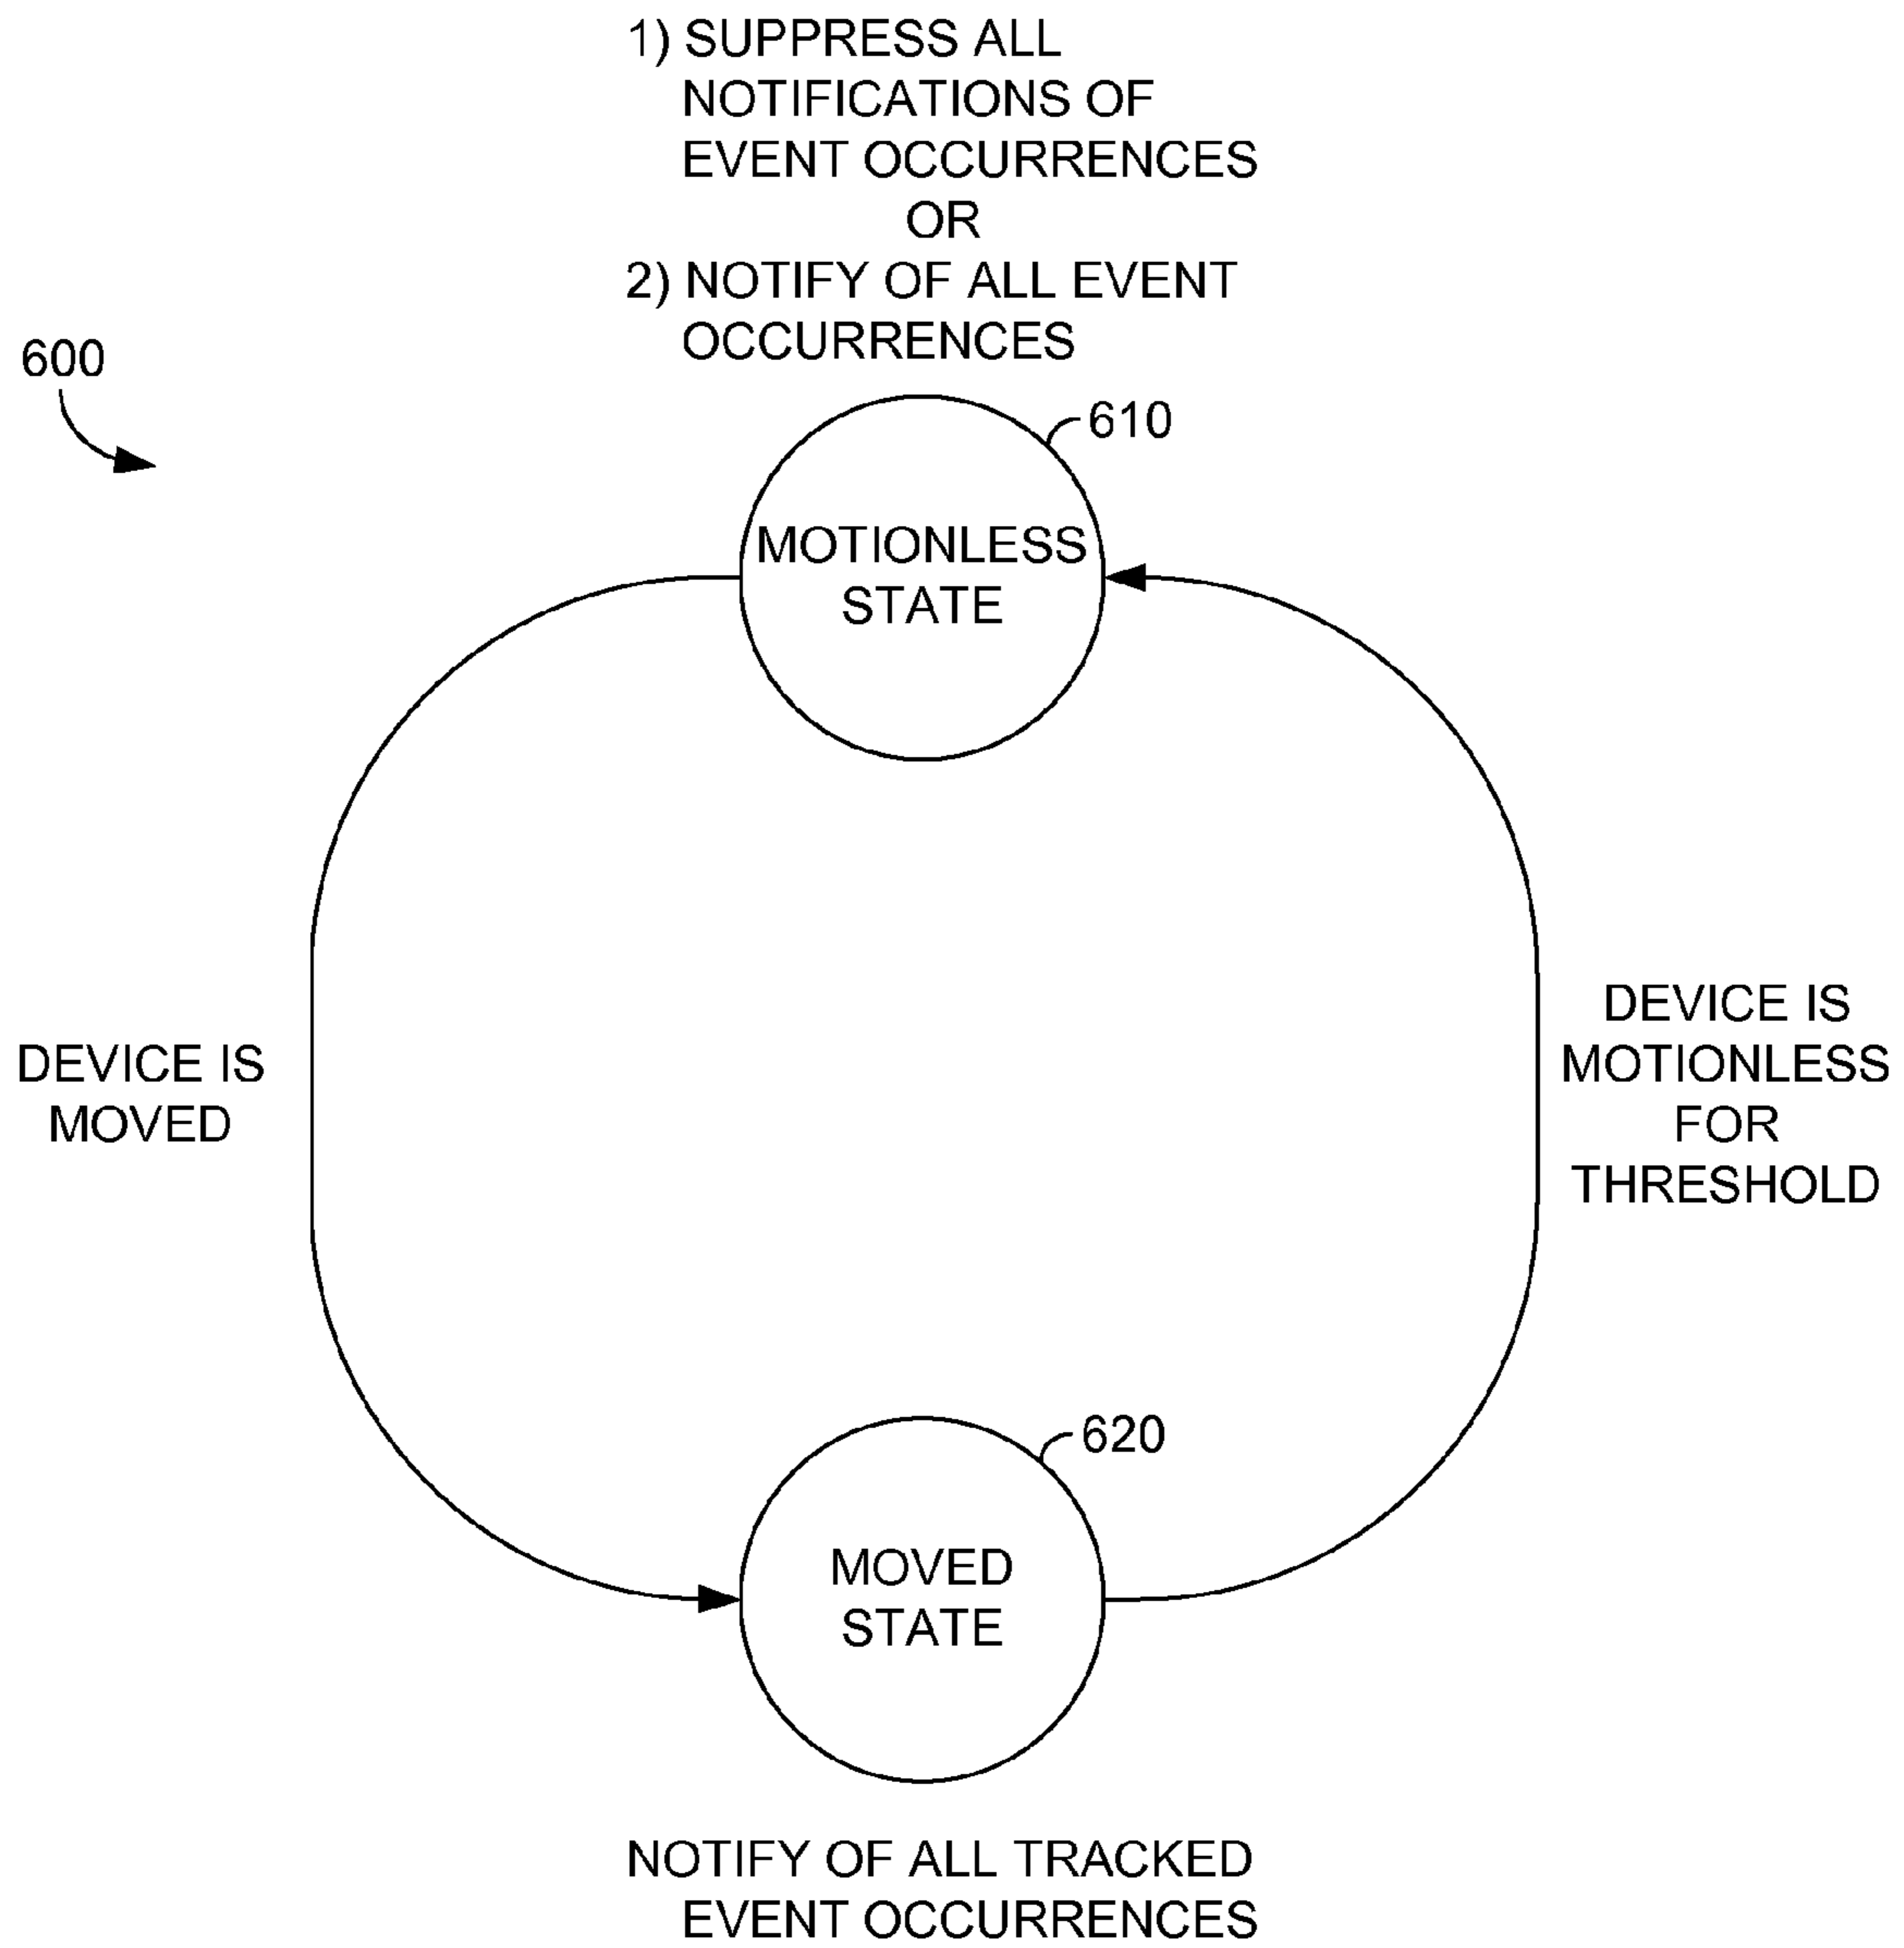 1) SUPPRESS ALL
NOTIFICATIONS OF
EVENT OCCURRENCES
OR
2) NOTIFY OF ALL EVENT
OCCURRENCES
600
610
MOTIONLESS
STATE
DEVICE IS
MOVED
DEVICE IS
MOTIONLESS
FOR
THRESHOLD
620
MOVED
STATE
NOTIFY OF ALL TRACKED
EVENT OCCURRENCES